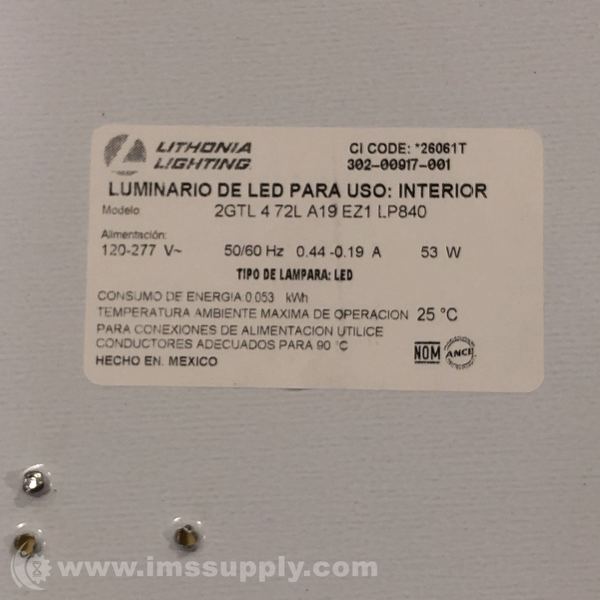 LITHONIA
LIGHTING
CI CODE: *26061T
302-00917-001
LUMINARIO DE LED PARA USO: INTERIOR
Modelo 2GTL 4 72L A19 EZ1 LP840
Alimentación:
120-277 V~ 50/60 Hz 0.44 -0.19 A 53 W
TIPO DE LAMPARA: LED
CONSUMO DE ENERGIA 0.053 kWh
TEMPERATURA AMBIENTE MAXIMA DE OPERACION 25 °C
PARA CONEXIONES DE ALIMENTACION UTILICE
CONDUCTORES ADECUADOS PARA 90 °C
HECHO EN: MEXICO
NOM ANCE
www.imssupply.com